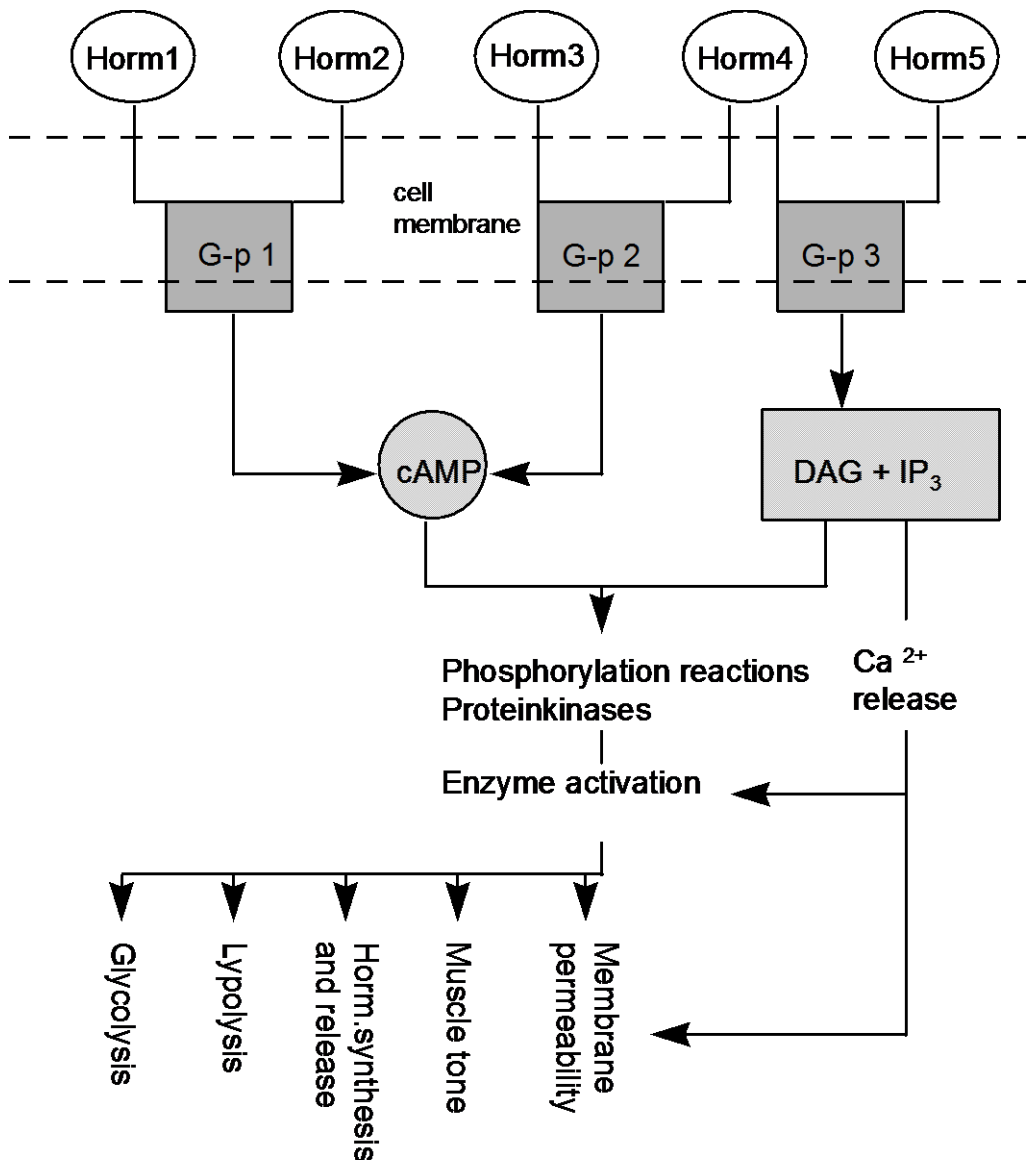 Horm1
Horm2
Horm3
Horm4
Horm5
cell
membrane
G-p 1
G-p 2
G-p 3
cAMP
DAG + IP₃
Phosphorylation reactions
Proteinkinases
Ca ²⁺
release
Enzyme activation
Glycolysis
Lypolysis
Horm.synthesis
and release
Muscle tone
Membrane
permeability